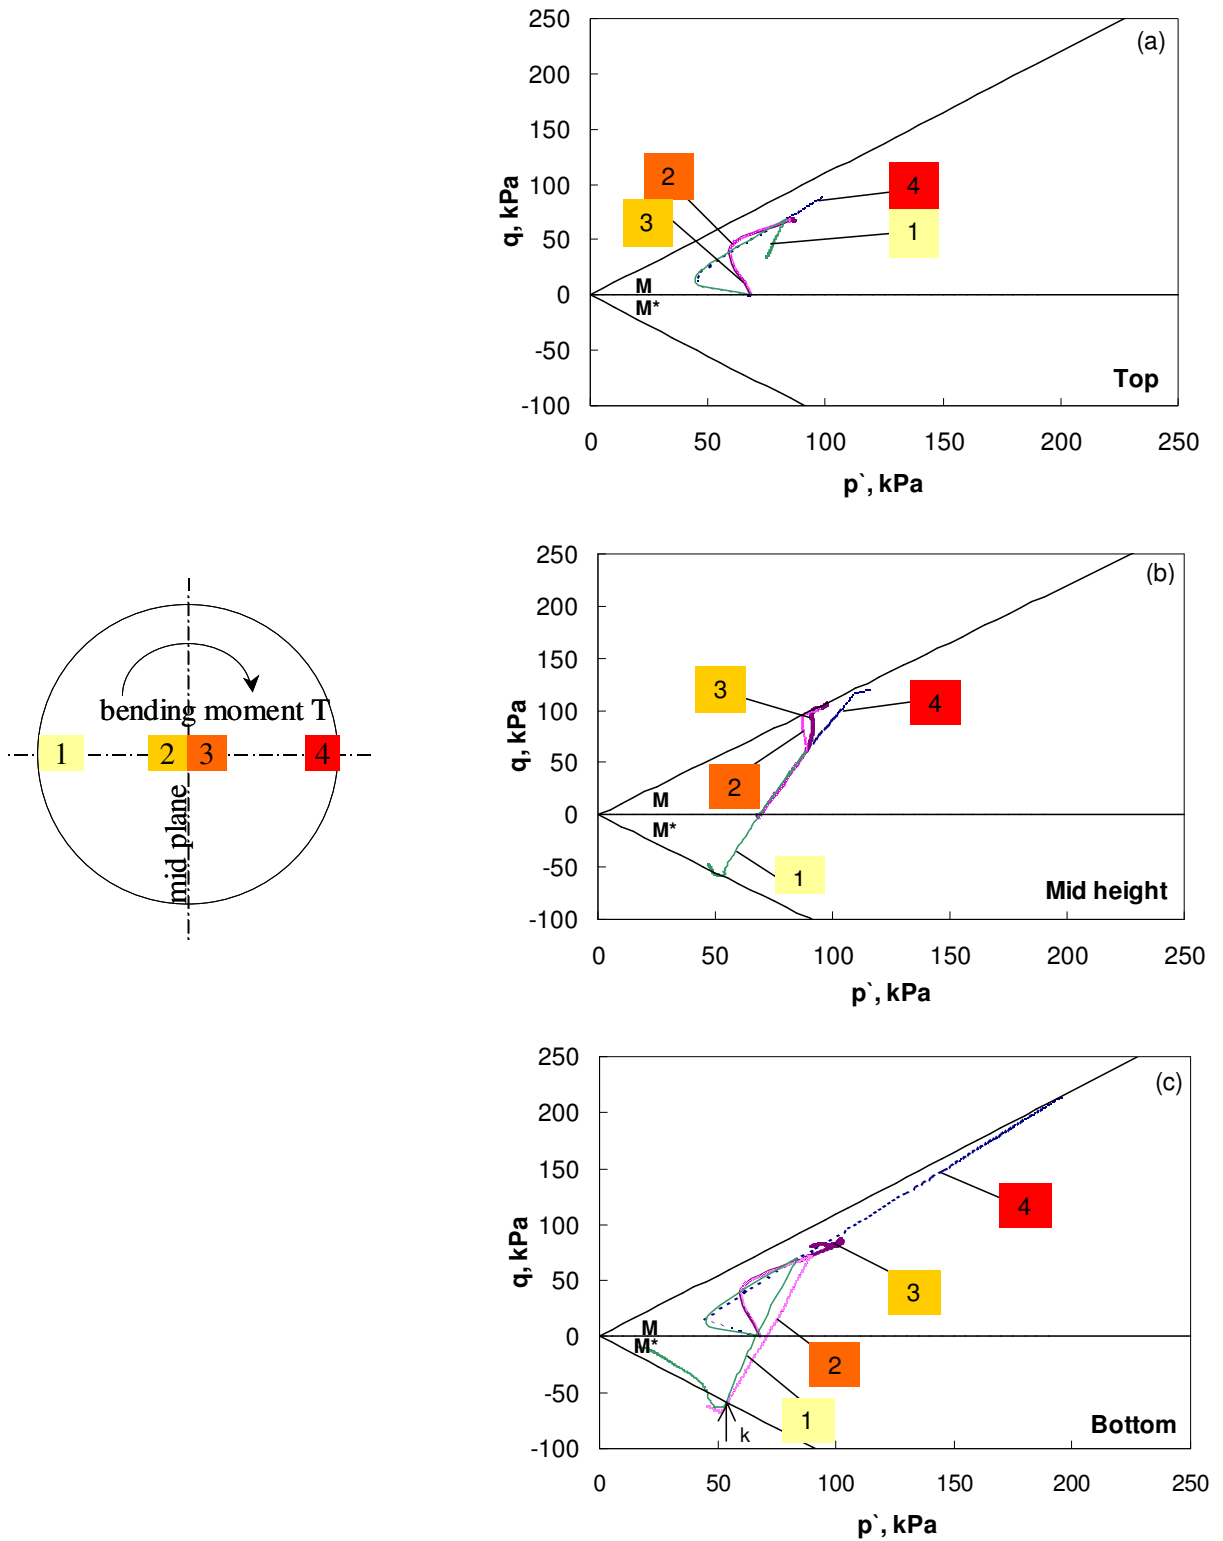 250
(a)
200
150
2
100
4
3
1
50
M
0
M*
-50
Top
-100
0 50 100 150 200 250
q, kPa
p`, kPa
bending moment T
1 2 3 4
mid plane
250
(b)
200
150
3
100
4
50
2
M
0
M*
-50
1
Mid height
-100
0 50 100 150 200 250
q, kPa
p`, kPa
250
(c)
200
150
4
100
50
3
M
0
M*
2
-50
1
k
Bottom
-100
0 50 100 150 200 250
q, kPa
p`, kPa